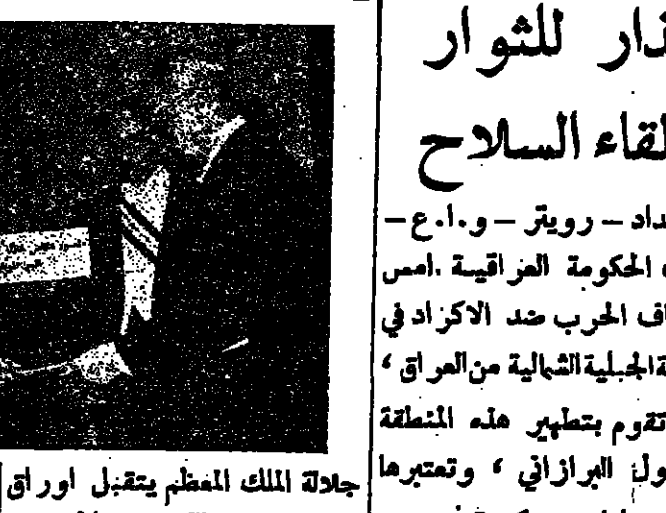 ذار للثوار
لقاء السلاح
داد – رويتر – و.ا.ع –
الحكومة العراقية .امس
اف الحرب ضد الاكراد في
ة الجبلية الشمالية من العراق ،
تقوم بتطهير هذه المنطقة
ول البرازاني ، وتعتبرها
جلالة الملك المعظم يتقبل اوراق